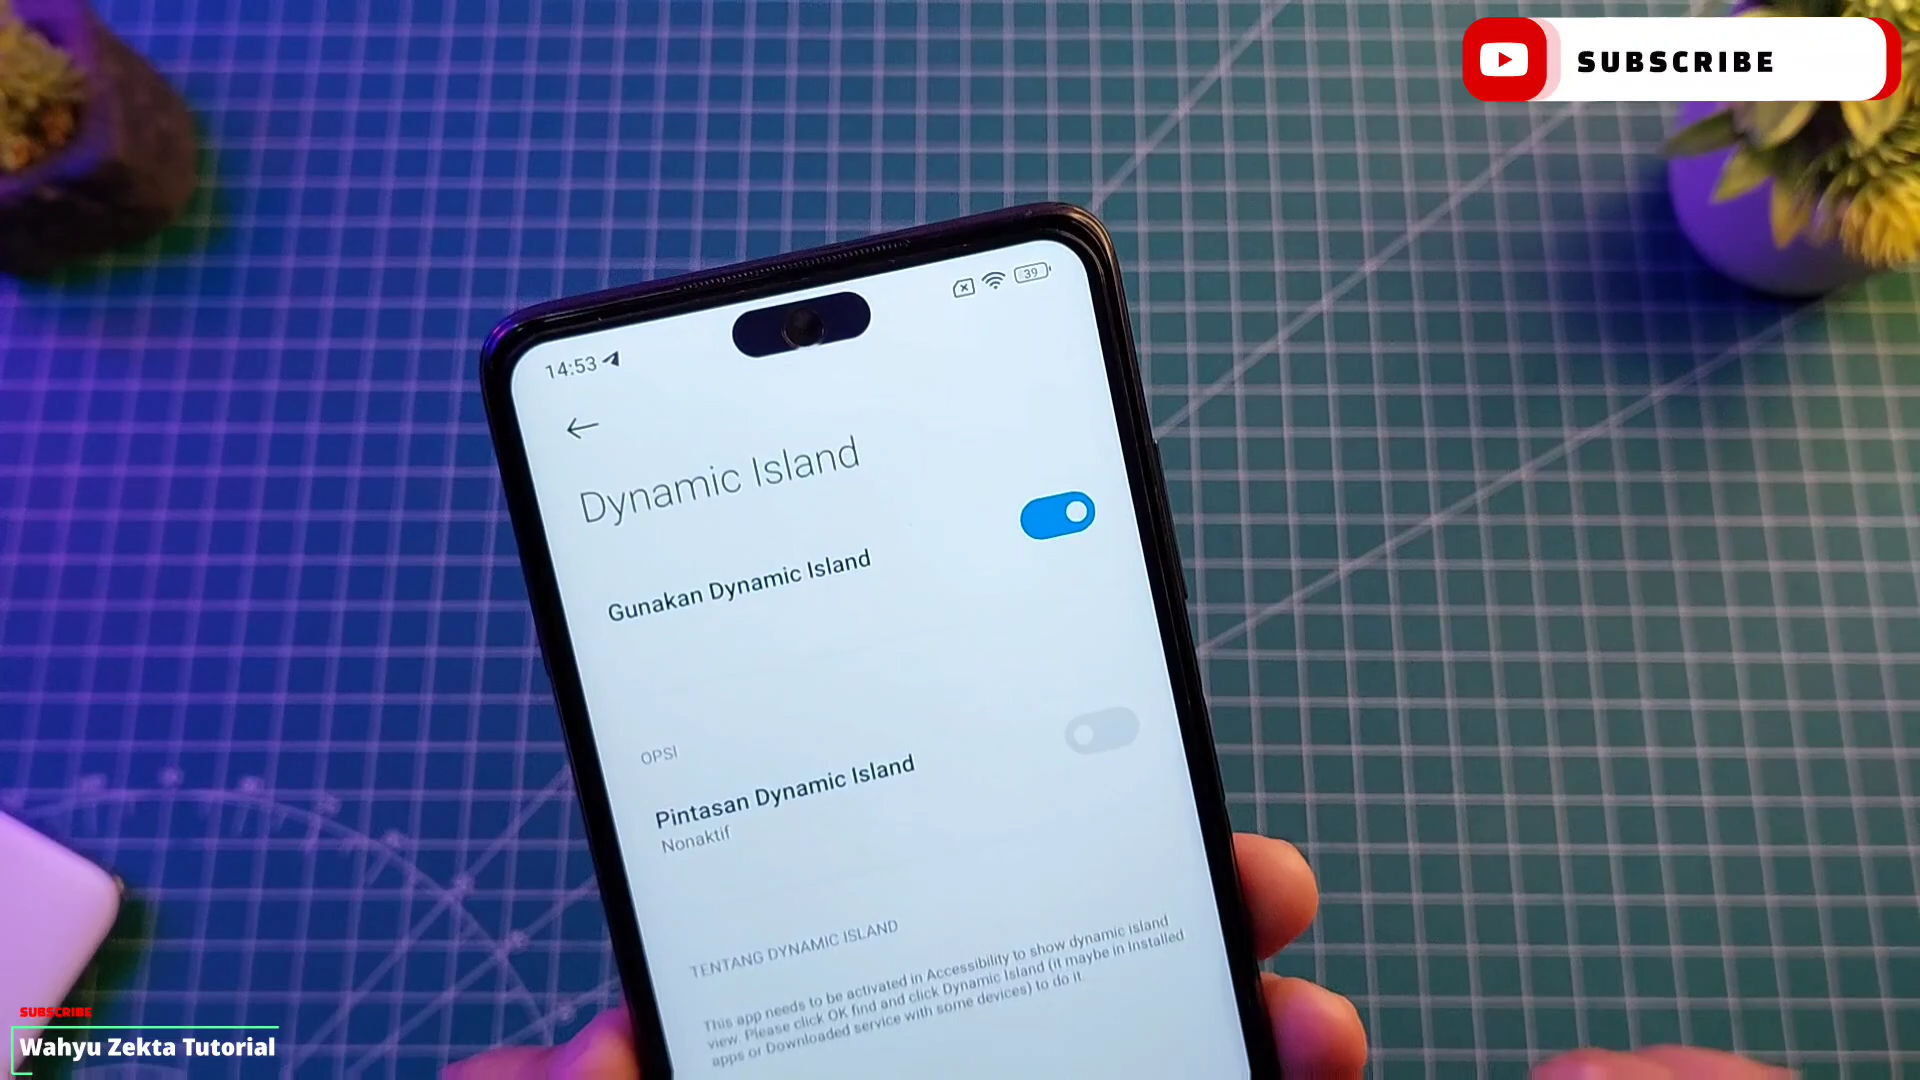 SUBSCRIBE
14:53
39
Dynamic Island
Gunakan Dynamic Island
OPSI
Pintasan Dynamic Island
Nonaktif
TENTANG DYNAMIC ISLAND
This app needs to be activated in Accessibility to show dynamic island
view. Please click OK find and click Dynamic Island (it maybe in Installed
apps or Downloaded service with some devices) to do it.
SUBSCRIBE
Wahyu Zekta Tutorial